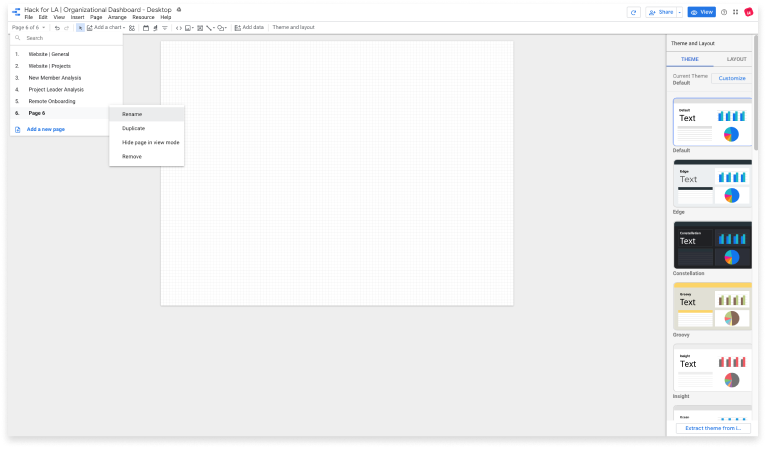 Hack for LA | Organizational Dashboard - Desktop
File Edit View Insert Page Arrange Resource Help
Share
View
Page 6 of 6
Add a chart
Add data
Theme and layout
Search
1. Website | General
2. Website | Projects
3. New Member Analysis
4. Project Leader Analysis
5. Remote Onboarding
6. Page 6
Add a new page
Rename
Duplicate
Hide page in view mode
Remove
Theme and Layout
THEME LAYOUT
Current Theme
Default
Customize
Default
Text
Default
Edge
Text
Edge
Constellation
Text
Constellation
Groovy
Text
Groovy
Insight
Text
Insight
Extract theme from i...